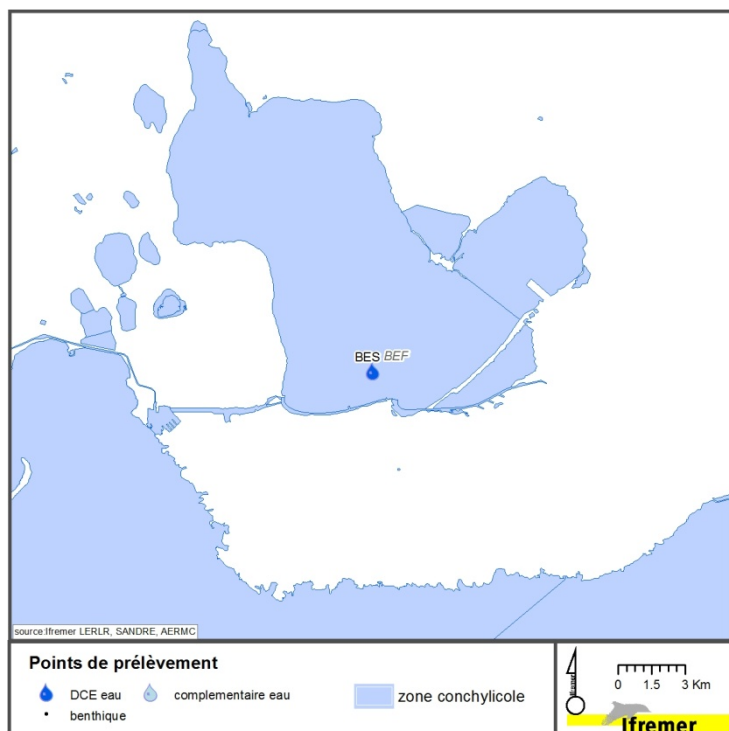 BES BEF
source:Ifremer LERLR, SANDRE, AERMC
Points de prélèvement
DCE eau
complementaire eau
zone conchylicole
benthique
0 1.5 3 Km
Ifremer